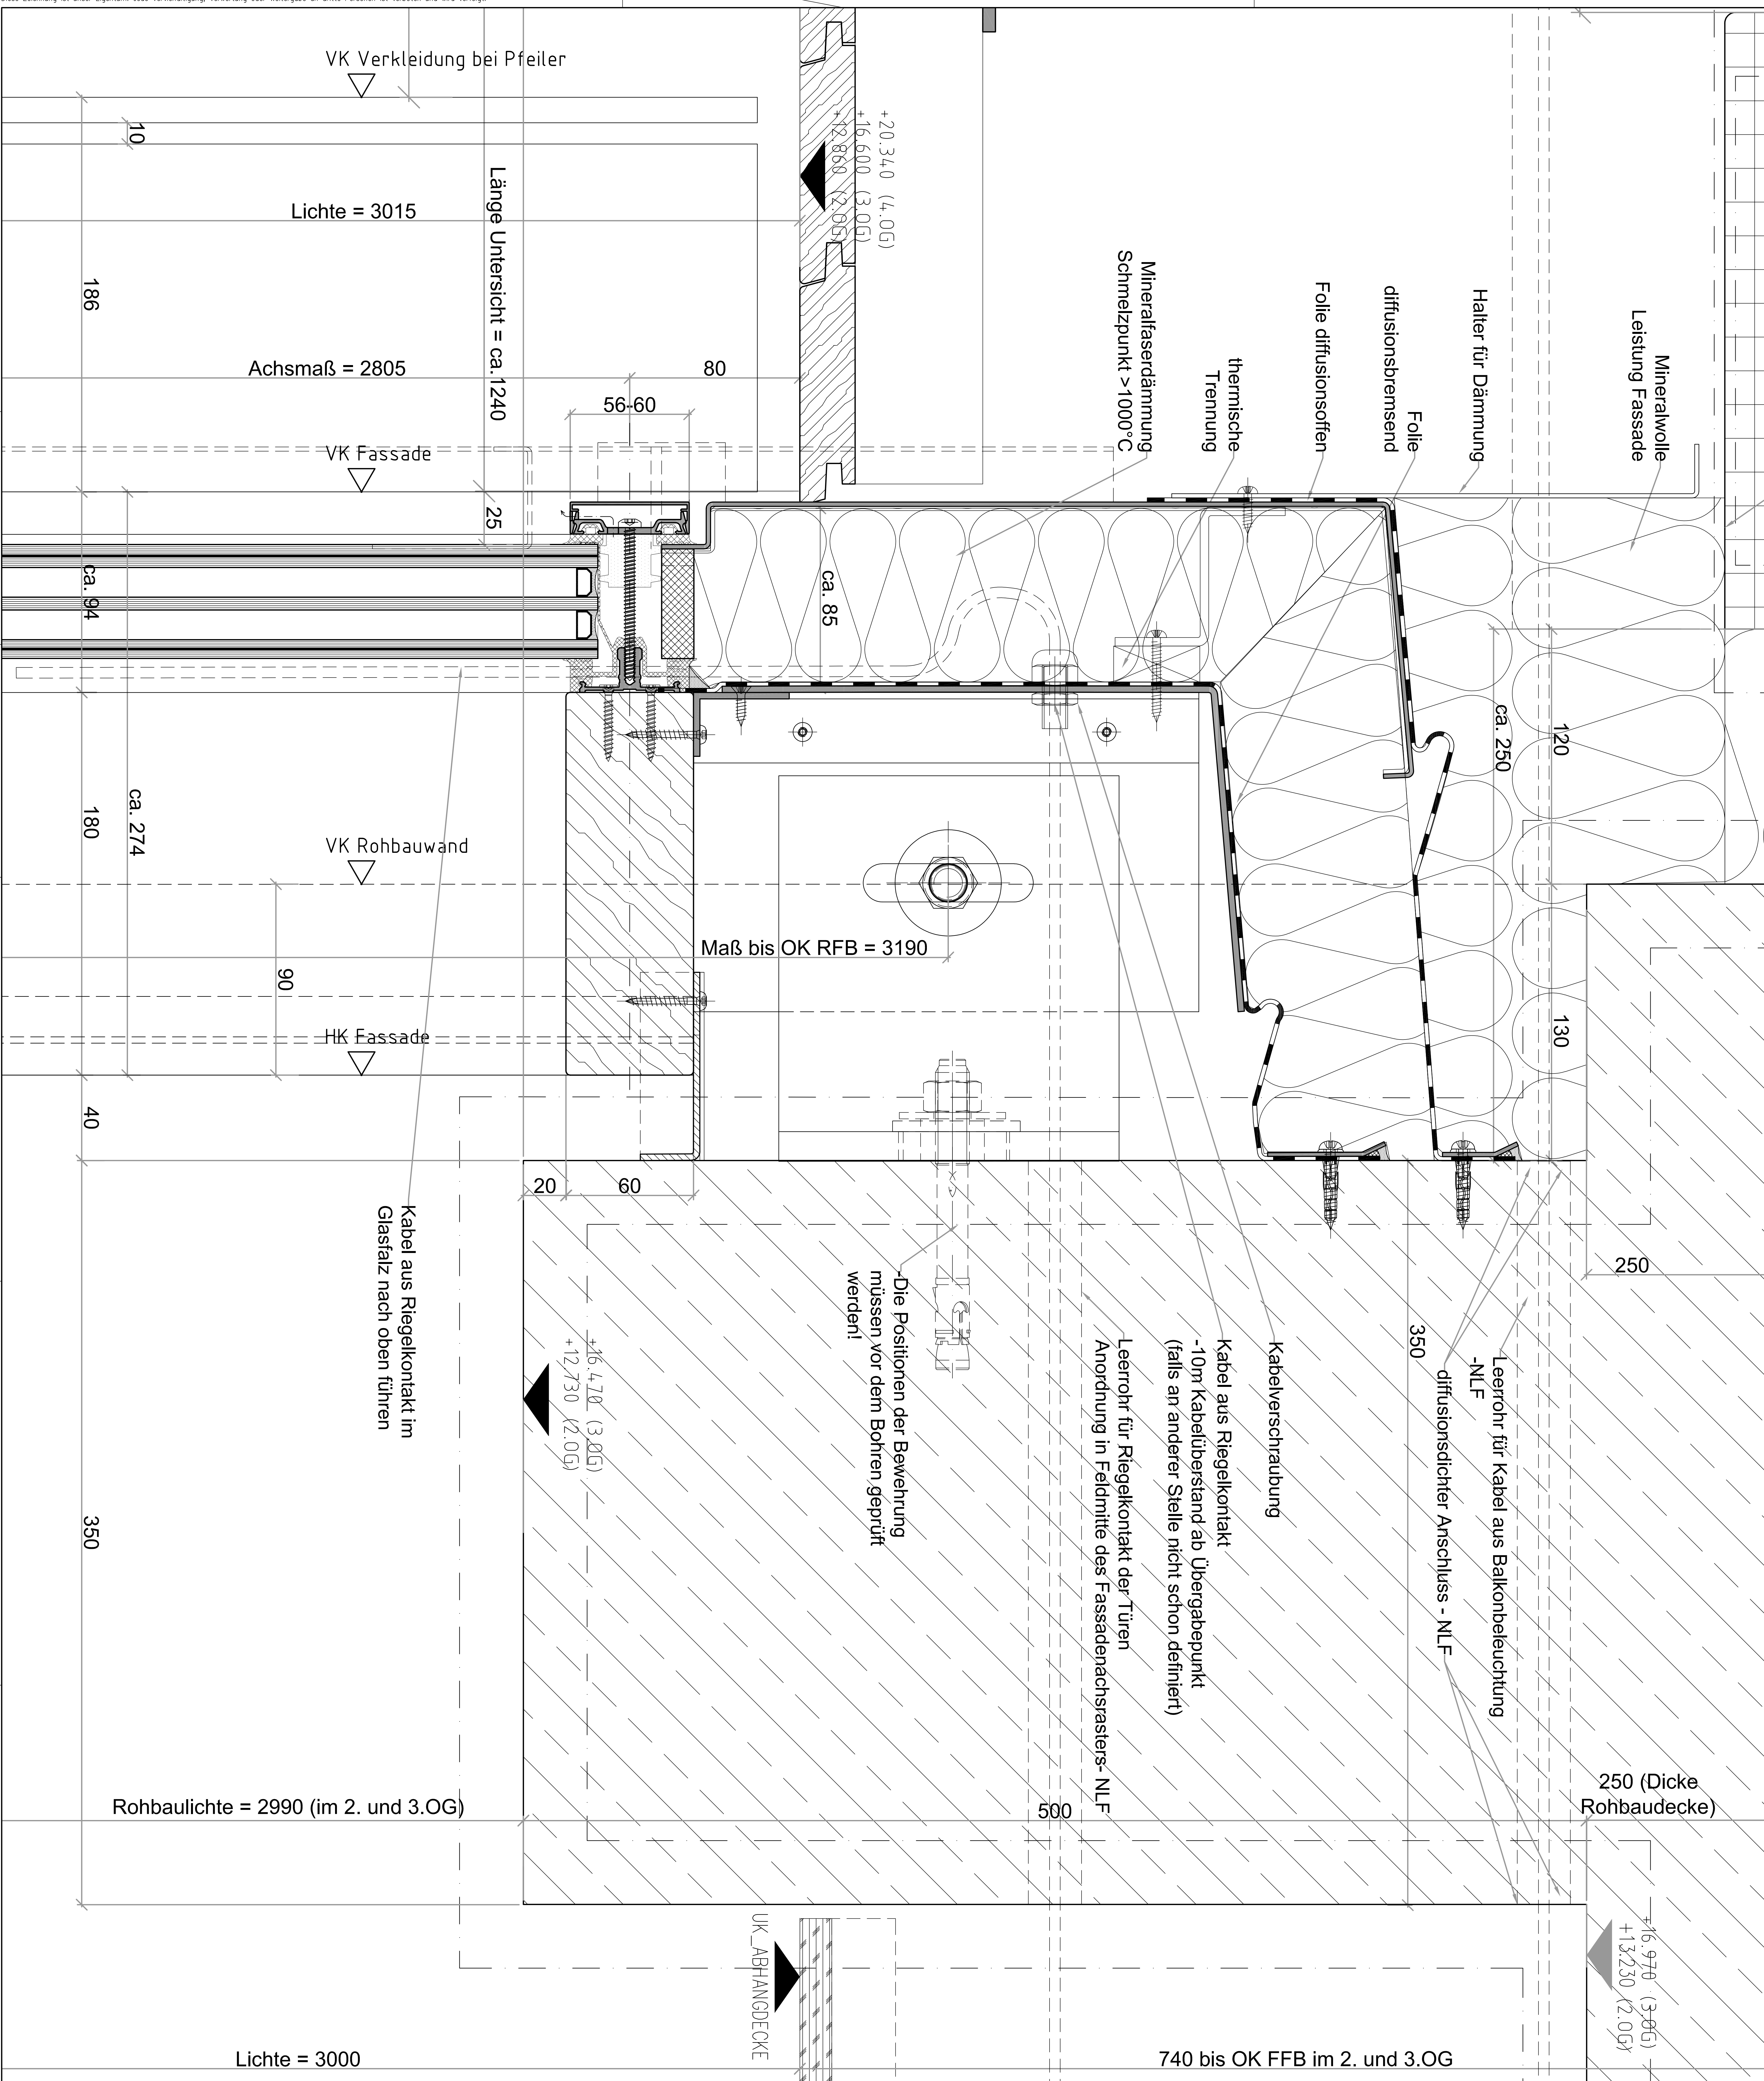 VK Verkleidung bei Pfeiler
10
Lichte = 3015
186
Länge Untersicht = ca.1240
+20.340 (4.OG)
+16.600 (3.OG)
+12.860 (2.OG)
Achsmaß = 2805
80
56-60
VK Fassade
25
ca. 94
ca. 85
Mineralfaserdämmung
Schmelzpunkt >1000°C
thermische
Trennung
Folie diffusionsoffen
Folie
diffusionsbremsend
Halter für Dämmung
Mineralwolle
Leistung Fassade
ca. 250
120
130
ca. 274
180
VK Rohbauwand
90
Maß bis OK RFB = 3190
HK Fassade
40
20
60
250
Kabel aus Riegelkontakt im
Glasfalz nach oben führen
+16.470 (3.OG)
+12.730 (2.OG)
-Die Positionen der Bewehrung
müssen vor dem Bohren geprüft
werden!
Leerrohr für Riegelkontakt der Türen
Anordnung in Feldmitte des Fassadenachsrasters- NLF
Kabel aus Riegelkontakt
-10m Kabelüberstand ab Übergabepunkt
(falls an anderer Stelle nicht schon definiert)
Kabelverschraubung
350
diffusionsdichter Anschluss - NLF
Leerrohr für Kabel aus Balkonbeleuchtung
-NLF
350
Rohbaulichte = 2990 (im 2. und 3.OG)
500
250 (Dicke
Rohbaudecke)
UK_ABHANGDECKE
+16.970 (3.OG)
+13.230 (2.OG)
Lichte = 3000
740 bis OK FFB im 2. und 3.OG